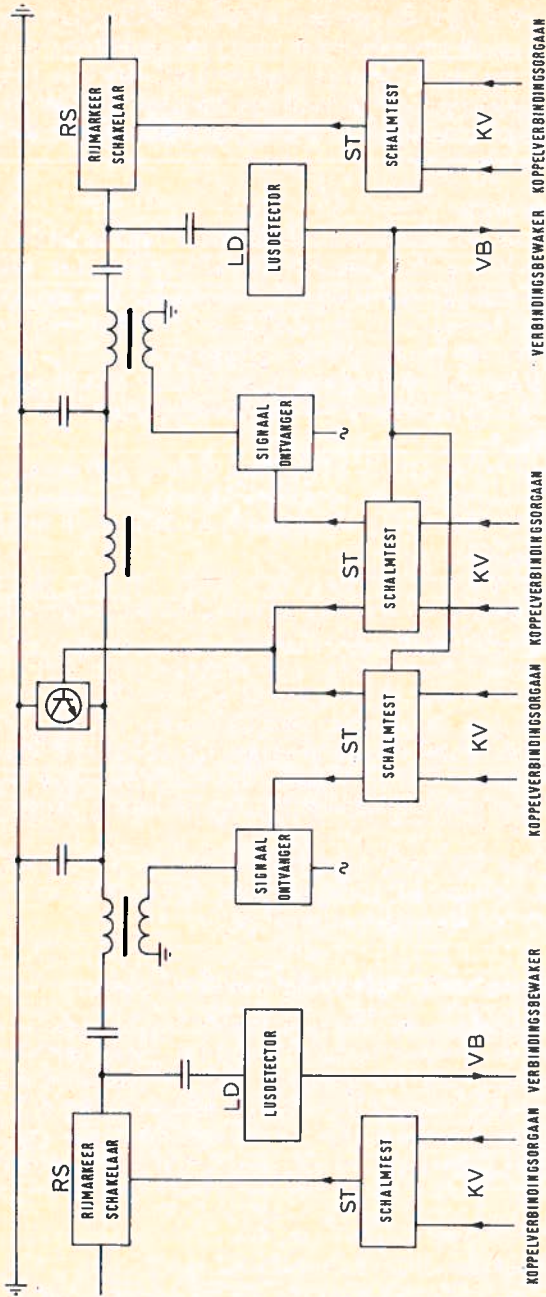 RS
RIJMARKEER
SCHAKELAAR
LD
LUSDETECTOR
ST
SCHALMTEST
KV
VB
KOPPELVERBINDINGSORGAAN
VERBINDINGSBEWAKER
SIGNAAL
ONTVANGER
~
ST
SCHALMTEST
KV
KOPPELVERBINDINGSORGAAN
SIGNAAL
ONTVANGER
~
ST
SCHALMTEST
KV
KOPPELVERBINDINGSORGAAN
RS
RIJMARKEER
SCHAKELAAR
LD
LUSDETECTOR
ST
SCHALMTEST
VB
KV
VERBINDINGSBEWAKER
KOPPELVERBINDINGSORGAAN